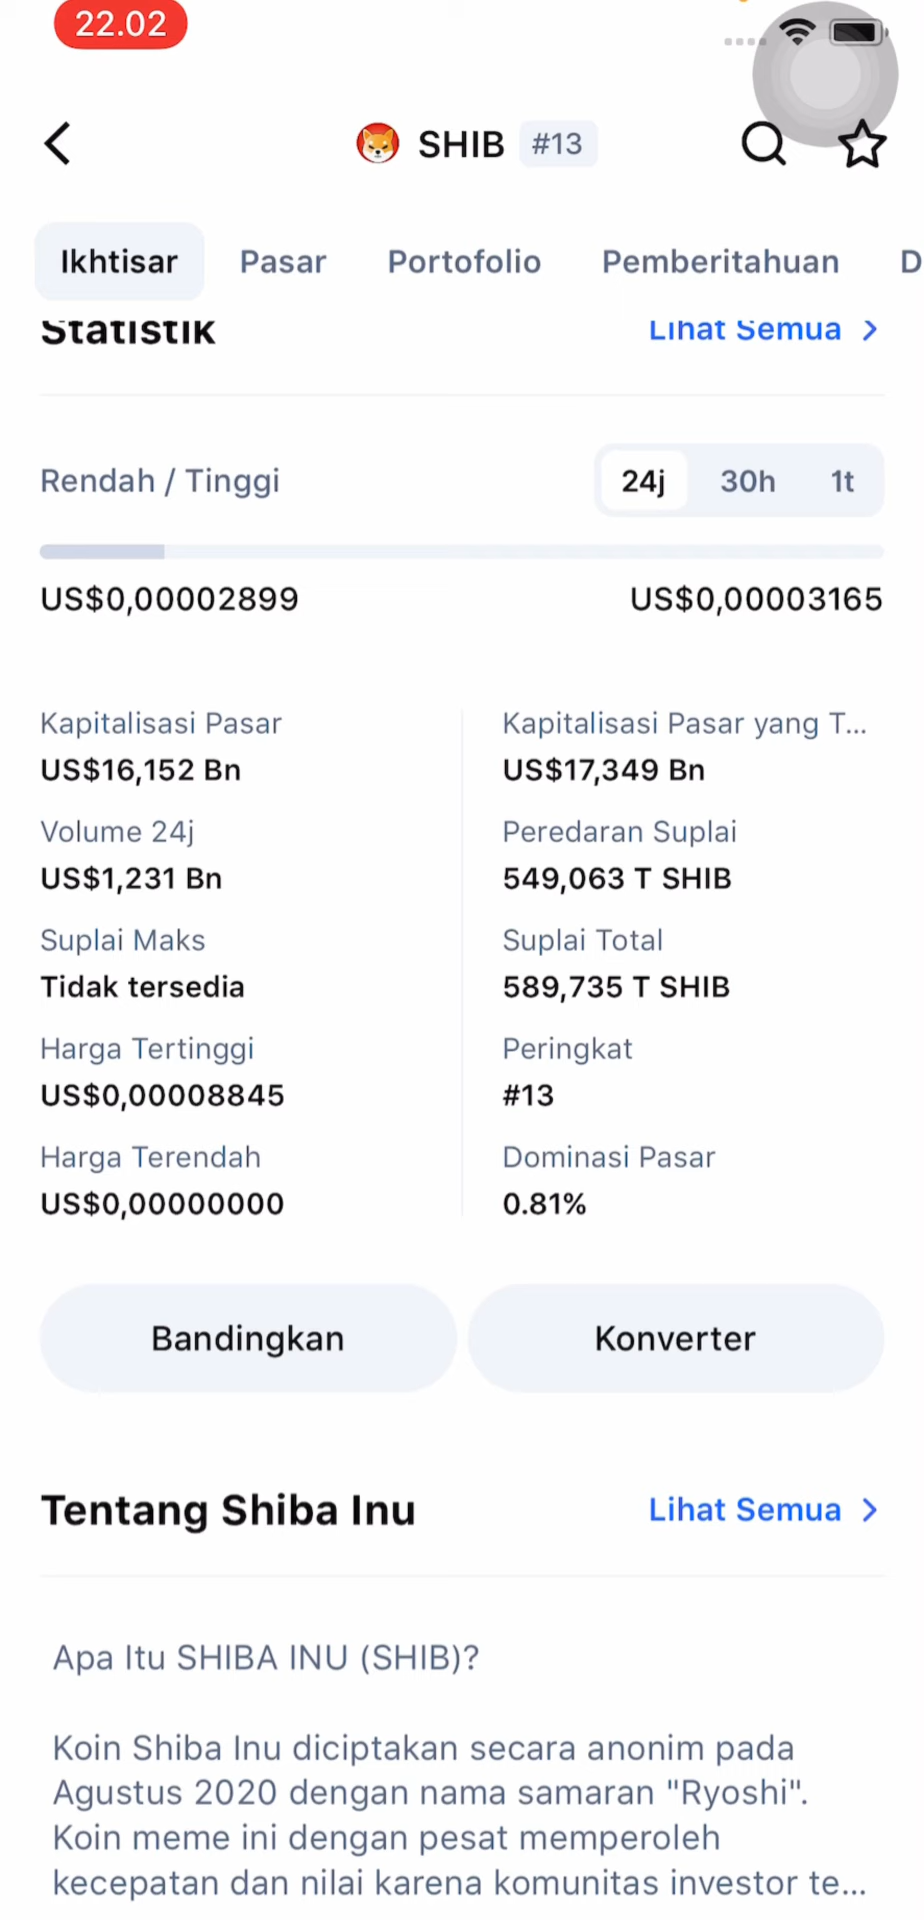 22.02
SHIB #13
Ikhtisar Pasar Portofolio Pemberitahuan D
Statistik Lihat Semua
Rendah / Tinggi 24j 30h 1t
US$0,00002899 US$0,00003165
Kapitalisasi Pasar Kapitalisasi Pasar yang T...
US$16,152 Bn US$17,349 Bn
Volume 24j Peredaran Suplai
US$1,231 Bn 549,063 T SHIB
Suplai Maks Suplai Total
Tidak tersedia 589,735 T SHIB
Harga Tertinggi Peringkat
US$0,00008845 #13
Harga Terendah Dominasi Pasar
US$0,00000000 0.81%
Bandingkan Konverter
Tentang Shiba Inu Lihat Semua
Apa Itu SHIBA INU (SHIB)?
Koin Shiba Inu diciptakan secara anonim pada
Agustus 2020 dengan nama samaran "Ryoshi".
Koin meme ini dengan pesat memperoleh
kecepatan dan nilai karena komunitas investor te...